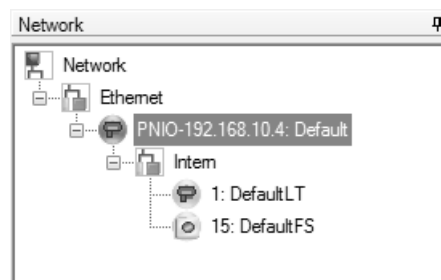 Network
Network
Ethernet
PNIO-192.168.10.4: Default
Intern
1: DefaultLT
15: DefaultFS